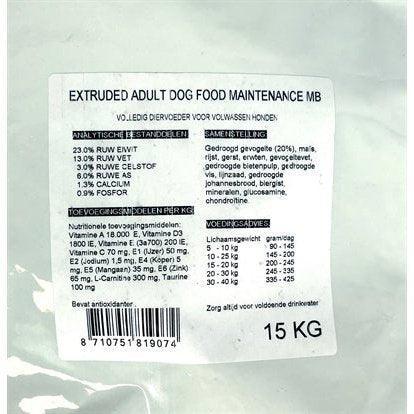 EXTRUDED ADULT DOG FOOD MAINTENANCE MB
VOLLEDIG DIERVOEDER VOOR VOLWASSEN HONDEN
ANALYTISCHE BESTANDDELEN
23.0% RUW EIWIT
13.0% RUW VET
3.0% RUWE CELSTOF
6.0% RUWE AS
1.3% CALCIUM
0.9% FOSFOR
TOEVOEGINGSMIDDELEN PER KG
Nutritionele toevoegingsmiddelen:
Vitamine A 18.000 E, Vitamine D3
1800 IE, Vitamine E (3a700) 200 IE,
Vitamine C 70 mg, E1 (IJzer) 50 mg,
E2 (Jodium) 1,5 mg, E4 (Koper) 5
mg, E5 (Mangaan) 35 mg, E6 (Zink)
65 mg, L-Carnitine 300 mg, Taurine
100 mg
Bevat antioxidanten
8 710751 819074
SAMENSTELLING
Gedroogd gevogelte (20%), maïs,
rijst, gerst, erwten, gevogeltevet,
gedroogde bietenpulp, gedroogde
vis, lijnzaad, gedroogde
johannesbrood, biergist,
mineralen, glucosamine,
chondroïtine.
VOEDINGSADVIES
Lichaamsgewicht gram/dag
5 - 10 kg 90 - 145
10 - 25 kg 145 - 200
15 - 20 kg 200 - 245
20 - 30 kg 245 - 335
30 - 40 kg 335 - 425
Zorg altijd voor voldoende drinkwater
15 KG